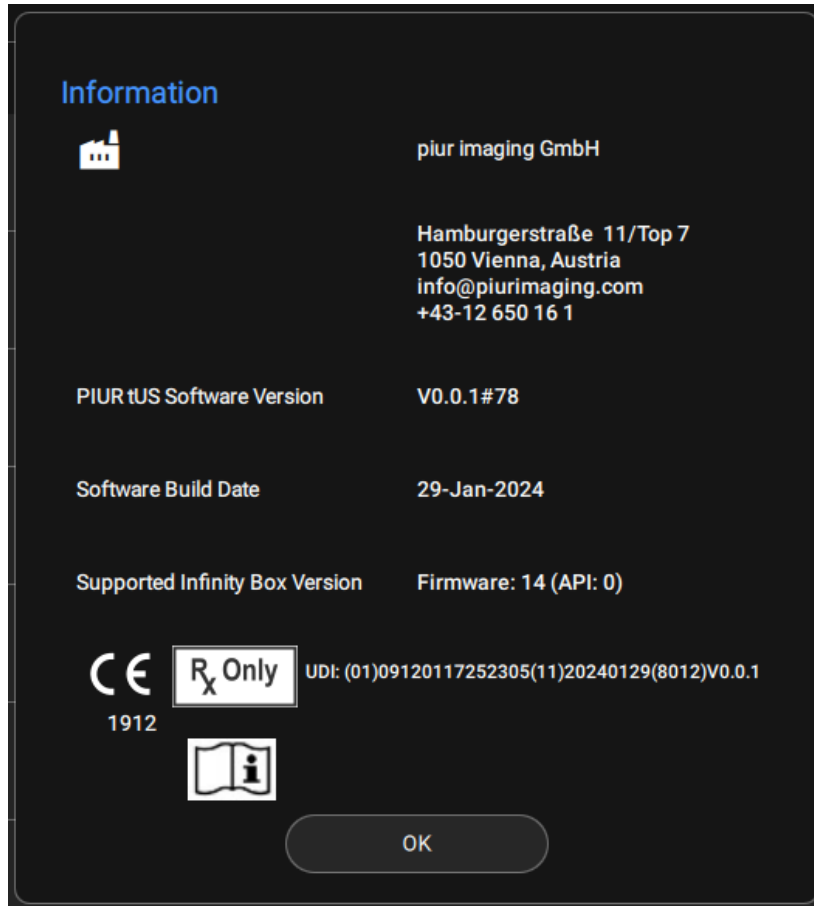 Information
piur imaging GmbH
Hamburgerstraße 11/Top 7
1050 Vienna, Austria
info@piurimaging.com
+43-12 650 16 1
PIUR tUS Software Version V0.0.1#78
Software Build Date 29-Jan-2024
Supported Infinity Box Version Firmware: 14 (API: 0)
CE Rx Only UDI: (01)09120117252305(11)20240129(8012)V0.0.1
1912
i
OK